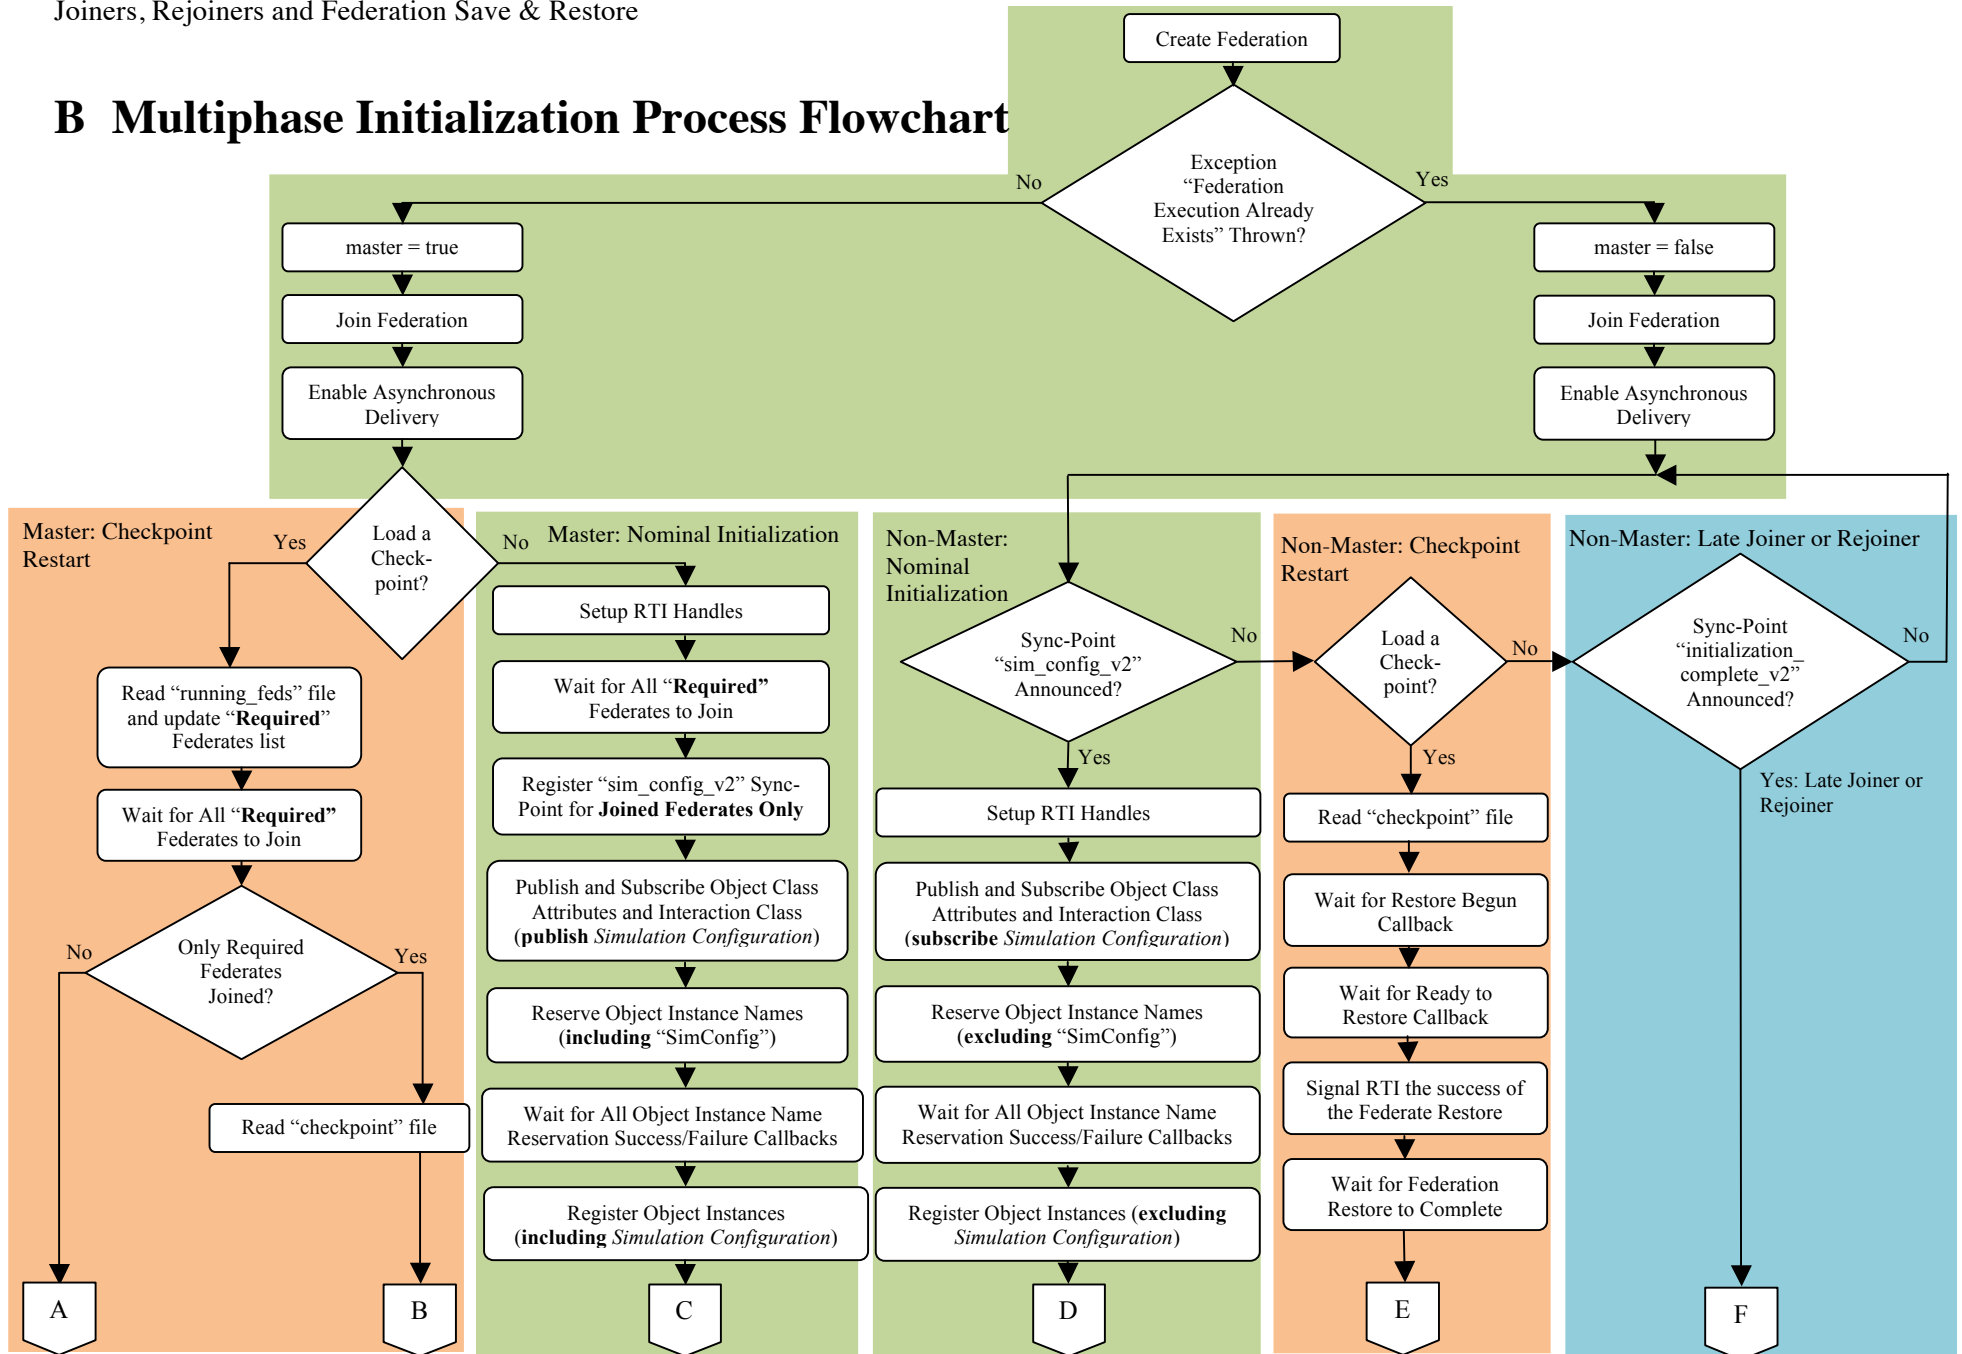 Joiners, Rejoiners and Federation Save & Restore
B Multiphase Initialization Process Flowchart
Create Federation
Exception
“Federation
Execution Already
Exists” Thrown?
No
Yes
master = true
Join Federation
Enable Asynchronous
Delivery
master = false
Join Federation
Enable Asynchronous
Delivery
Master: Checkpoint
Restart
Load a
Check-
point?
Yes
No
Read “running_feds” file
and update “Required”
Federates list
Wait for All “Required”
Federates to Join
Only Required
Federates
Joined?
No
Yes
Read “checkpoint” file
A
B
Master: Nominal Initialization
Setup RTI Handles
Wait for All “Required”
Federates to Join
Register “sim_config_v2” Sync-
Point for Joined Federates Only
Publish and Subscribe Object Class
Attributes and Interaction Class
(publish Simulation Configuration)
Reserve Object Instance Names
(including “SimConfig”)
Wait for All Object Instance Name
Reservation Success/Failure Callbacks
Register Object Instances
(including Simulation Configuration)
C
Non-Master:
Nominal
Initialization
Sync-Point
“sim_config_v2”
Announced?
No
Yes
Setup RTI Handles
Publish and Subscribe Object Class
Attributes and Interaction Class
(subscribe Simulation Configuration)
Reserve Object Instance Names
(excluding “SimConfig”)
Wait for All Object Instance Name
Reservation Success/Failure Callbacks
Register Object Instances (excluding
Simulation Configuration)
D
Non-Master: Checkpoint
Restart
Load a
Check-
point?
No
Yes
Read “checkpoint” file
Wait for Restore Begun
Callback
Wait for Ready to
Restore Callback
Signal RTI the success of
the Federate Restore
Wait for Federation
Restore to Complete
E
Non-Master: Late Joiner or Rejoiner
Sync-Point
“initialization_
complete_v2”
Announced?
No
Yes: Late Joiner or
Rejoiner
F